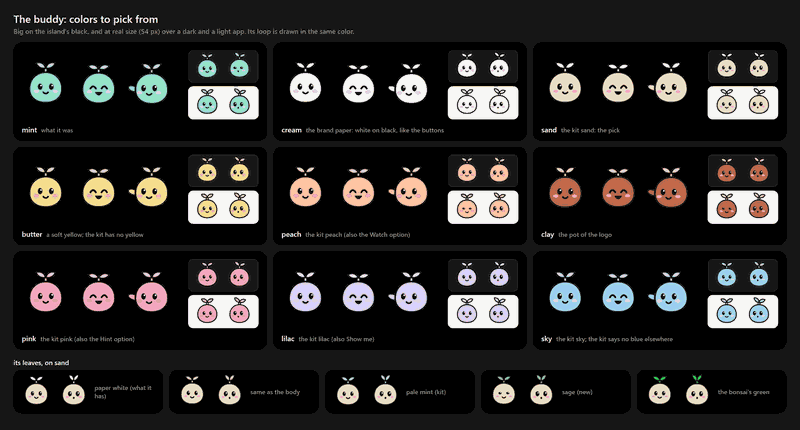 The buddy: colors to pick from
Big on the island's black, and at real size (54 px) over a dark and a light app. Its loop is drawn in the same color.
mint what it was
cream the brand paper: white on black, like the buttons
sand the kit sand: the pick
butter a soft yellow; the kit has no yellow
peach the kit peach (also the Watch option)
clay the pot of the logo
pink the kit pink (also the Hint option)
lilac the kit lilac (also Show me)
sky the kit sky; the kit says no blue elsewhere
its leaves, on sand
paper white (what it
has)
same as the body
pale mint (kit)
sage (new)
the bonsai's green